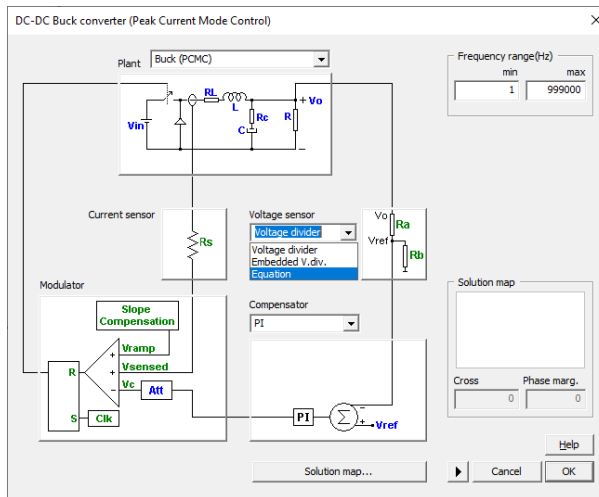 DC-DC Buck converter (Peak Current Mode Control)
Plant
Buck (PCMC)
RL
L
+
Vo
Rc
R
C
Vin
−
Frequency range(Hz)
min
max
1
999000
Current sensor
Rs
Voltage sensor
Voltage divider
Voltage divider
Embedded V.div.
Equation
Vo
Ra
Vref
Rb
Modulator
Slope
Compensation
Vramp
+
Vsensed
+
Vc
−
R
S
Clk
Att
Compensator
PI
PI
Σ
−
+
Vref
Solution map
Cross
Phase marg.
0
0
Help
Solution map...
Cancel
OK